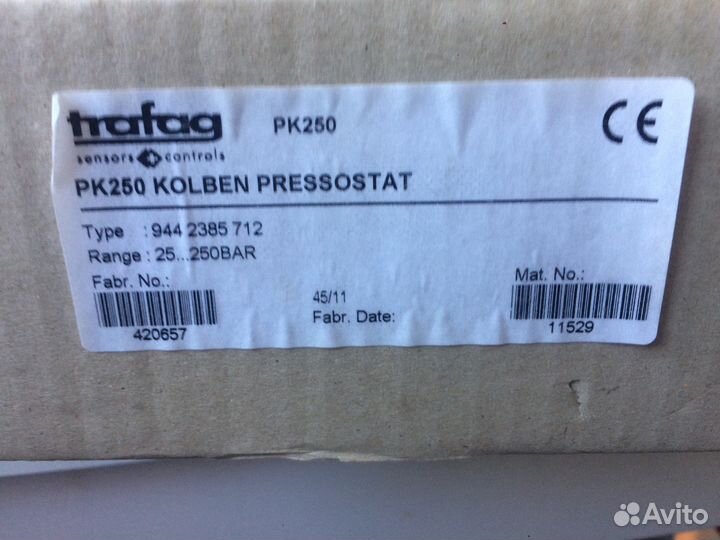 trafag
PK250
CE
sensors controls
PK250 KOLBEN PRESSOSTAT
Type : 944 2385 712
Range : 25...250BAR
Fabr. No.:
420657
45/11
Fabr. Date:
Mat. No.:
11529
Avito